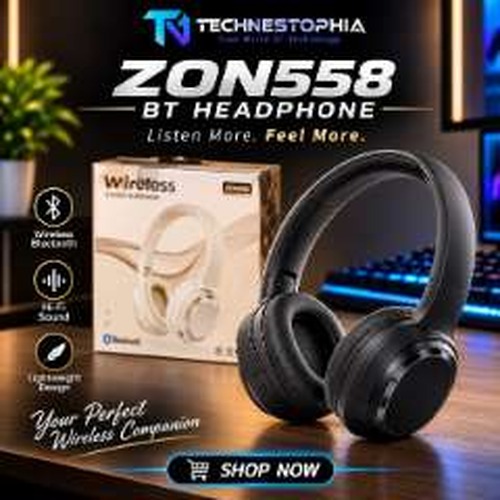 TECHNESTOPHIA
ZON558
BT HEADPHONE
Listen More. Feel More.
Wireless
Wireless
Bluetooth
Hi-Fi
Sound
Lightweight
Design
Bluetooth
Your Perfect
Wireless Companion
SHOP NOW